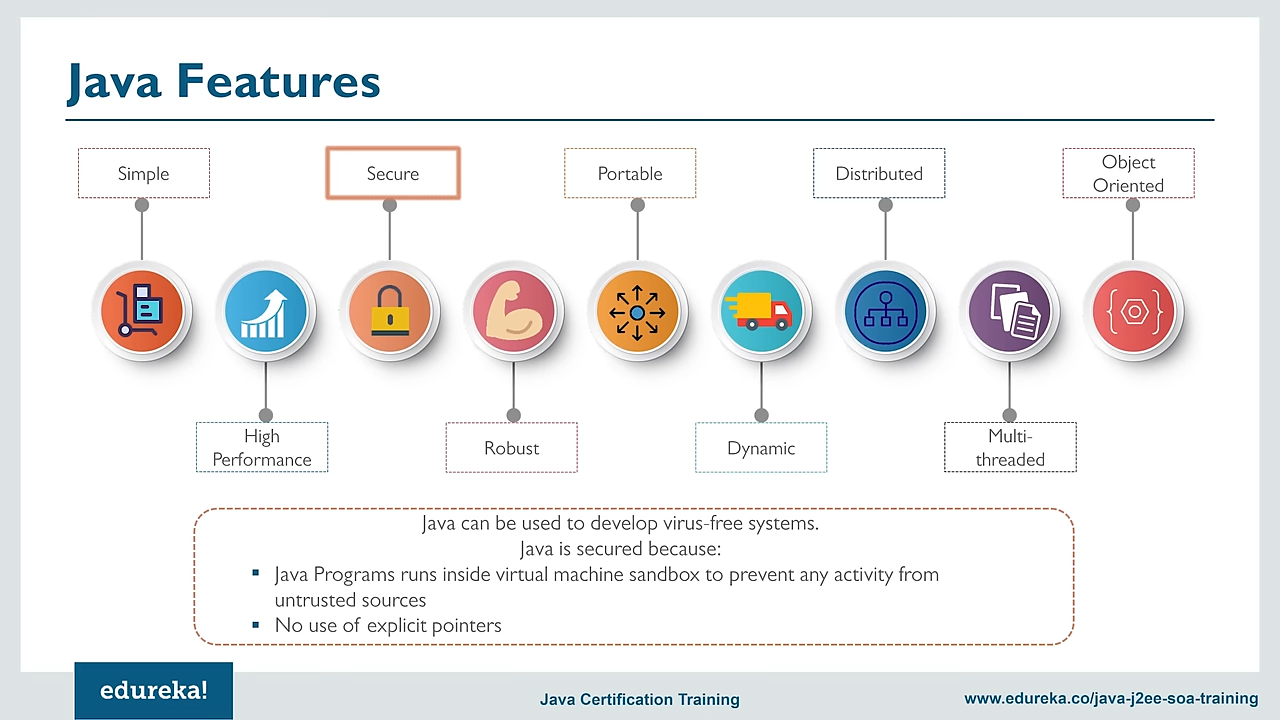 Java Features
Simple
Secure
Portable
Distributed
Object
Oriented
High
Performance
Robust
Dynamic
Multi-
threaded
Java can be used to develop virus-free systems.
Java is secured because:
▪ Java Programs runs inside virtual machine sandbox to prevent any activity from
untrusted sources
▪ No use of explicit pointers
edureka!
Java Certification Training
www.edureka.co/java-j2ee-soa-training